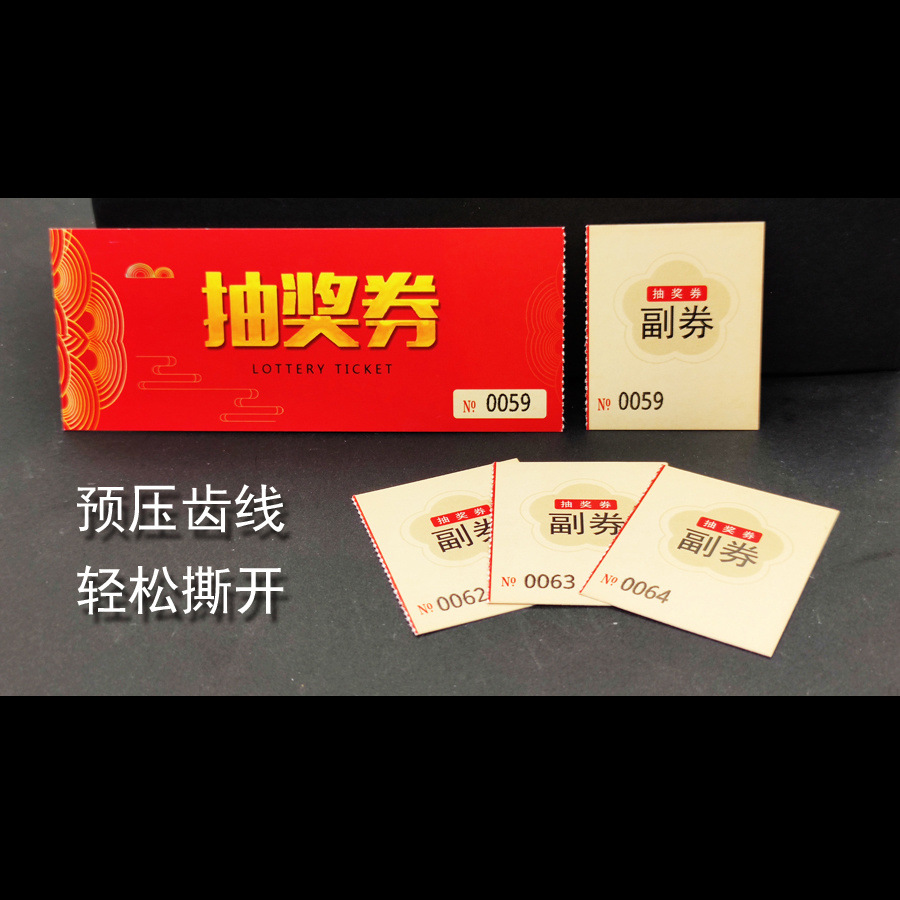 抽奖券
LOTTERY TICKET
№ 0059
抽奖券
副券
№ 0059
预压齿线
轻松撕开
抽奖券
副券
№ 0062
抽奖券
副券
№ 0063
抽奖券
副券
№ 0064